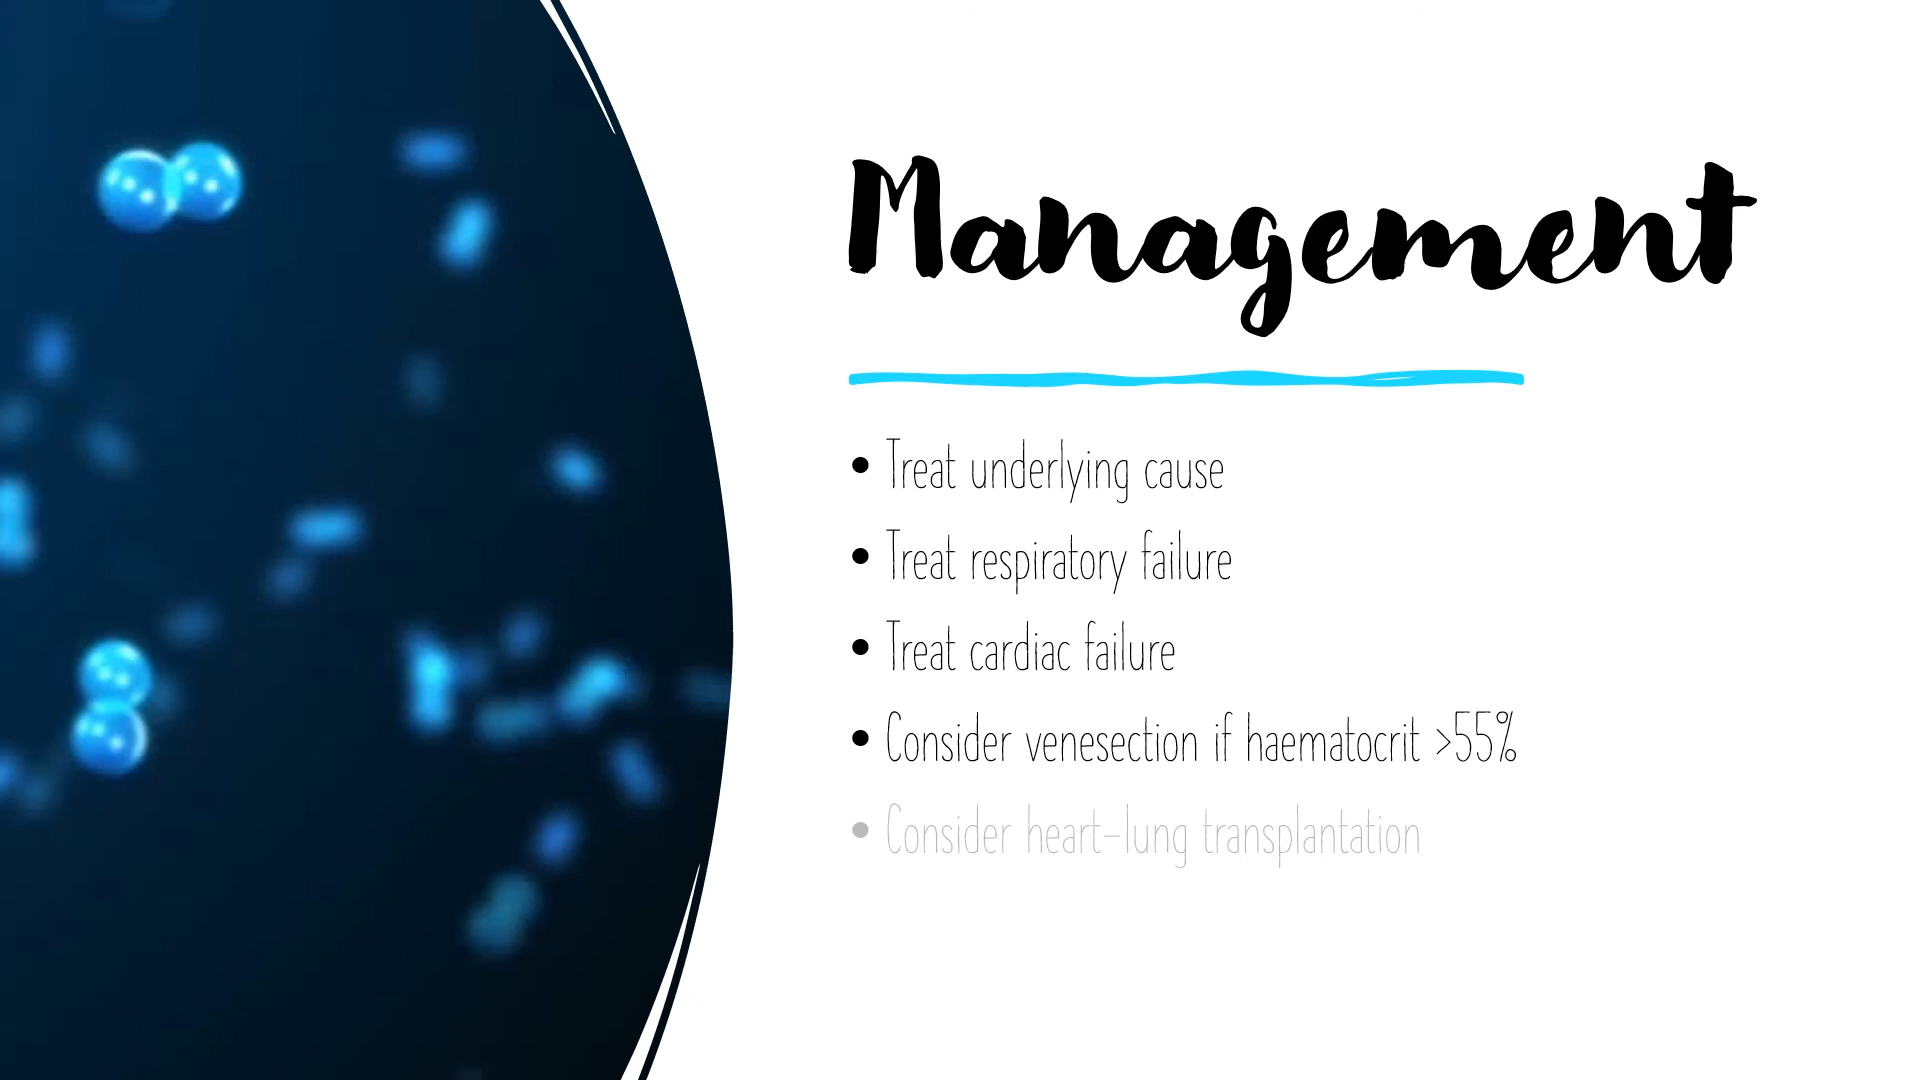 Management
• Treat underlying cause
• Treat respiratory failure
• Treat cardiac failure
• Consider venesection if haematocrit >55%
• Consider heart-lung transplantation